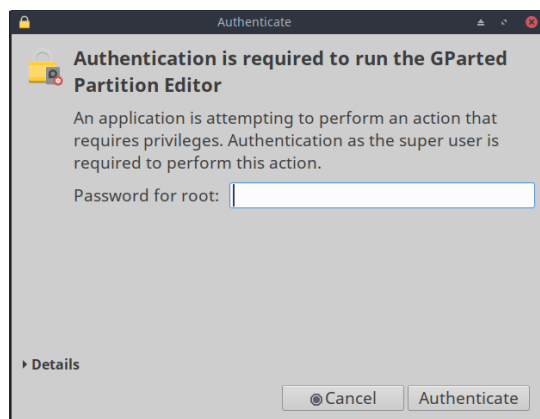 Authenticate
Authentication is required to run the GParted
Partition Editor
An application is attempting to perform an action that
requires privileges. Authentication as the super user is
required to perform this action.
Password for root:
Details
Cancel
Authenticate